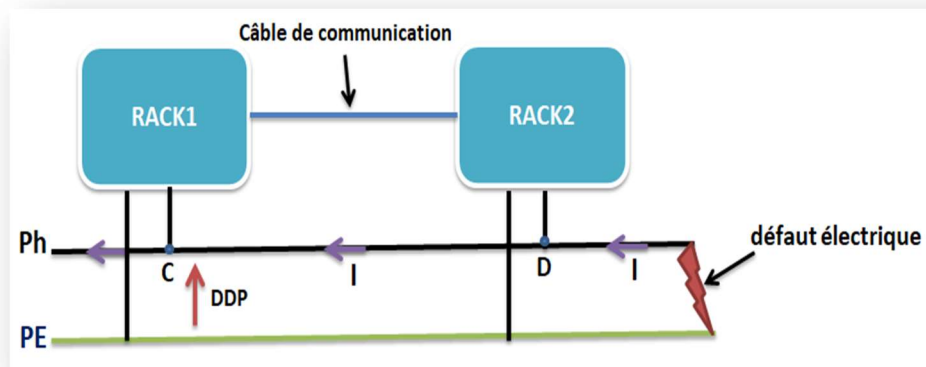 Câble de communication
RACK1
RACK2
Ph
défaut électrique
C
DDP
I
D
I
PE